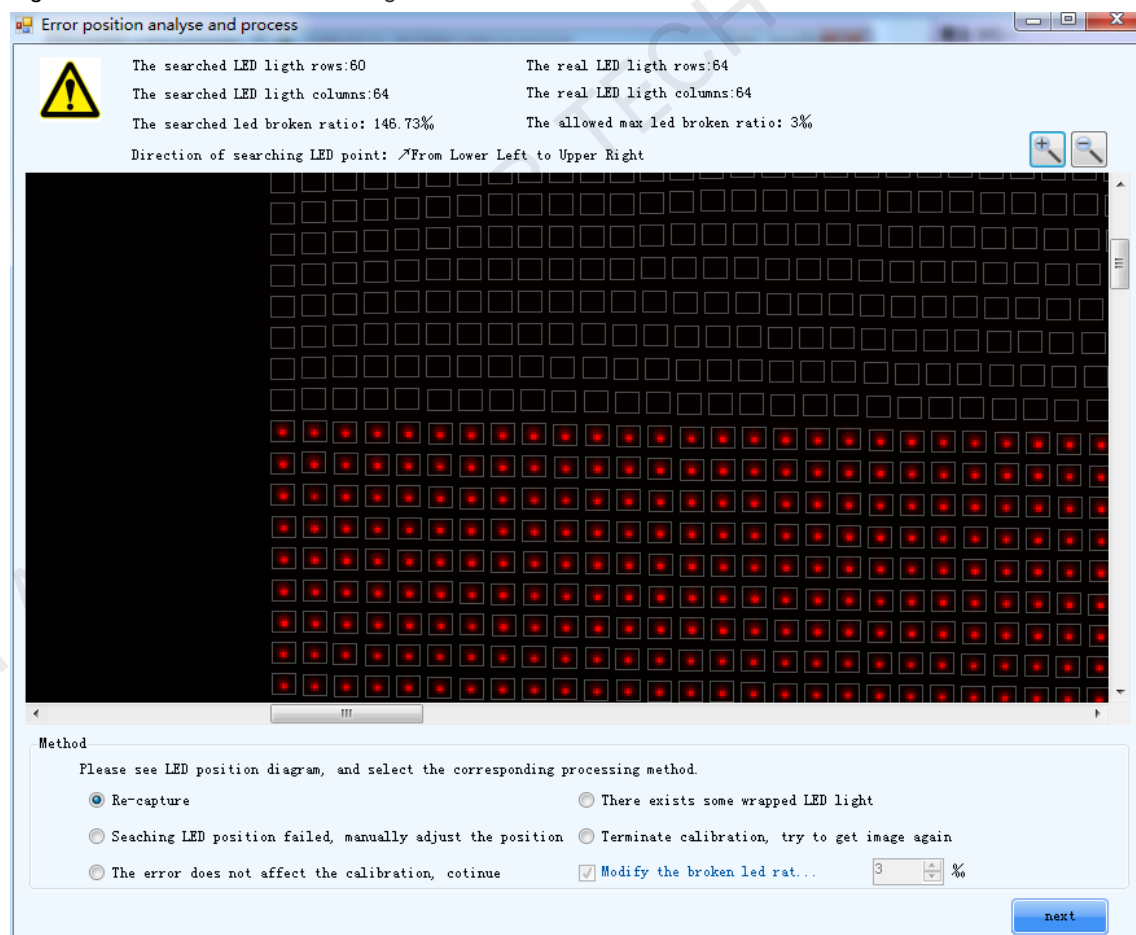 Error position analyse and process
The searched LED ligth rows:60
The real LED ligth rows:64
The searched LED ligth columns:64
The real LED ligth columns:64
The searched led broken ratio: 146.73‰
The allowed max led broken ratio: 3‰
Direction of searching LED point: ↗From Lower Left to Upper Right
Method
Please see LED position diagram, and select the corresponding processing method.
Re-capture
There exists some wrapped LED light
Seaching LED position failed, manually adjust the position
Terminate calibration, try to get image again
The error does not affect the calibration, cotinue
Modify the broken led rat...
3
‰
next